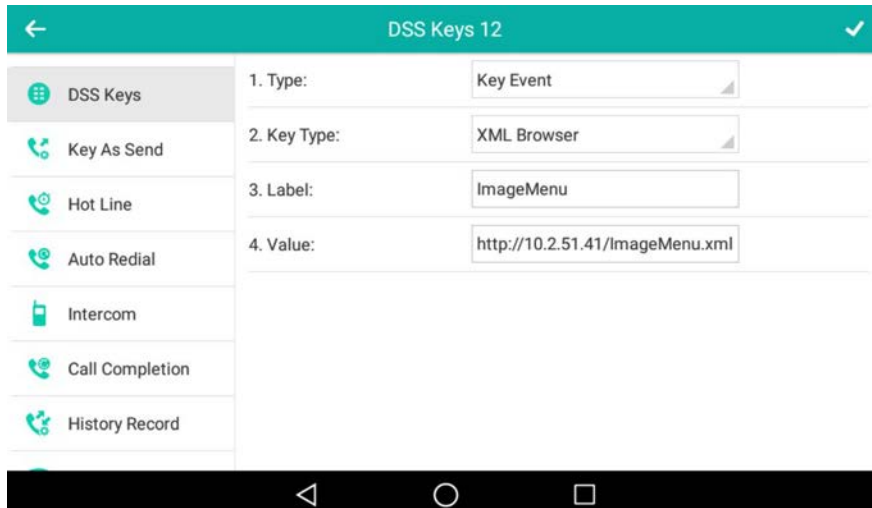 DSS Keys 12
DSS Keys
Key As Send
Hot Line
Auto Redial
Intercom
Call Completion
History Record
1. Type: Key Event
2. Key Type: XML Browser
3. Label: ImageMenu
4. Value: http://10.2.51.41/ImageMenu.xml